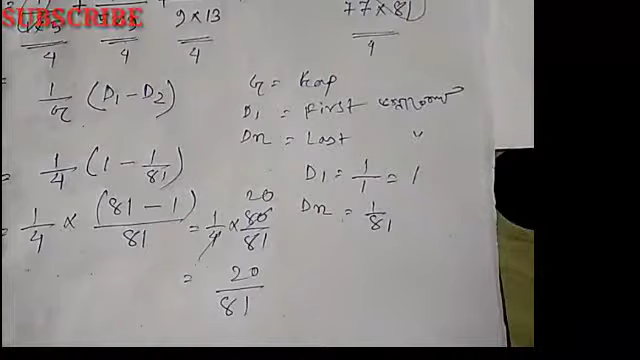 SUBSCRIBE
9 × 13
77 × 81
4 4 4 4
1/G (D1 - D2) G = Gap
D1 = First
Dn = Last "
= 1/4 (1 - 1/81) D1 = 1/1 = 1
= 1/4 × (81 - 1)/81 = 1/4 × 80/81 20 Dn = 1/81
= 20/81